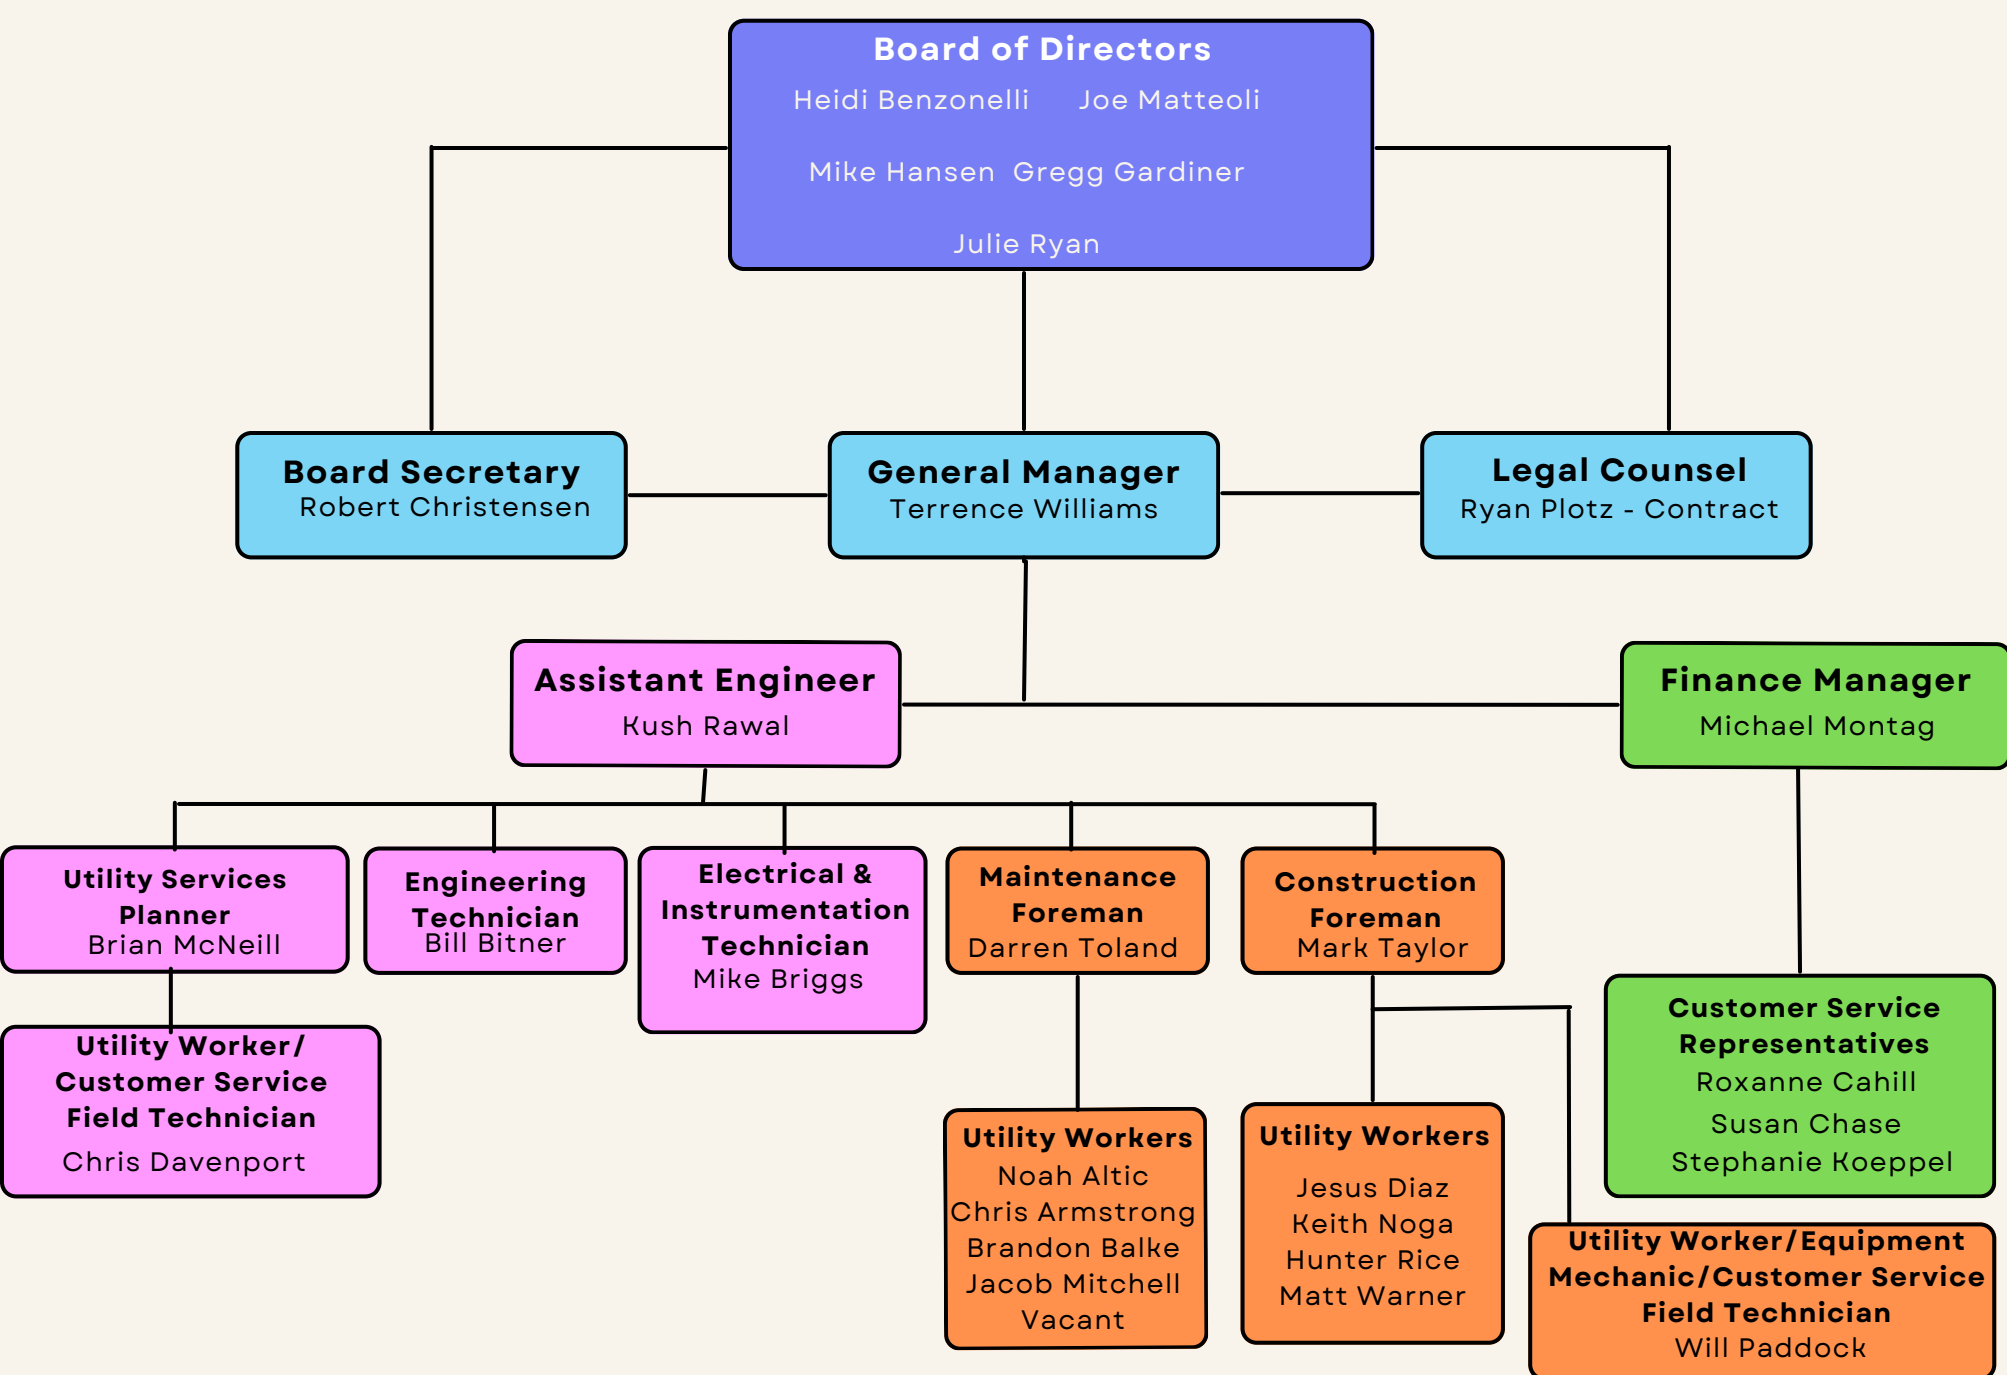 Board of Directors
Heidi Benzonelli Joe Matteoli
Mike Hansen Gregg Gardiner
Julie Ryan
Board Secretary
Robert Christensen
General Manager
Terrence Williams
Legal Counsel
Ryan Plotz - Contract
Assistant Engineer
Kush Rawal
Finance Manager
Michael Montag
Utility Services
Planner
Brian McNeill
Engineering
Technician
Bill Bitner
Electrical &
Instrumentation
Technician
Mike Briggs
Maintenance
Foreman
Darren Toland
Construction
Foreman
Mark Taylor
Utility Worker/
Customer Service
Field Technician
Chris Davenport
Utility Workers
Noah Altic
Chris Armstrong
Brandon Balke
Jacob Mitchell
Vacant
Utility Workers
Jesus Diaz
Keith Noga
Hunter Rice
Matt Warner
Customer Service
Representatives
Roxanne Cahill
Susan Chase
Stephanie Koeppel
Utility Worker/Equipment
Mechanic/Customer Service
Field Technician
Will Paddock